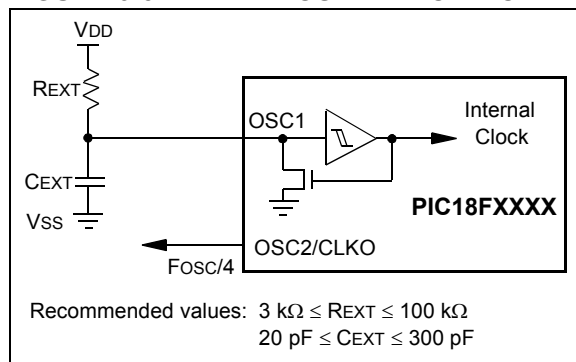 VDD
REXT
OSC1
Internal
Clock
CEXT
PIC18FXXXX
VSS
OSC2/CLKO
FOSC/4
Recommended values: 3 kΩ ≤ REXT ≤ 100 kΩ
20 pF ≤ CEXT ≤ 300 pF